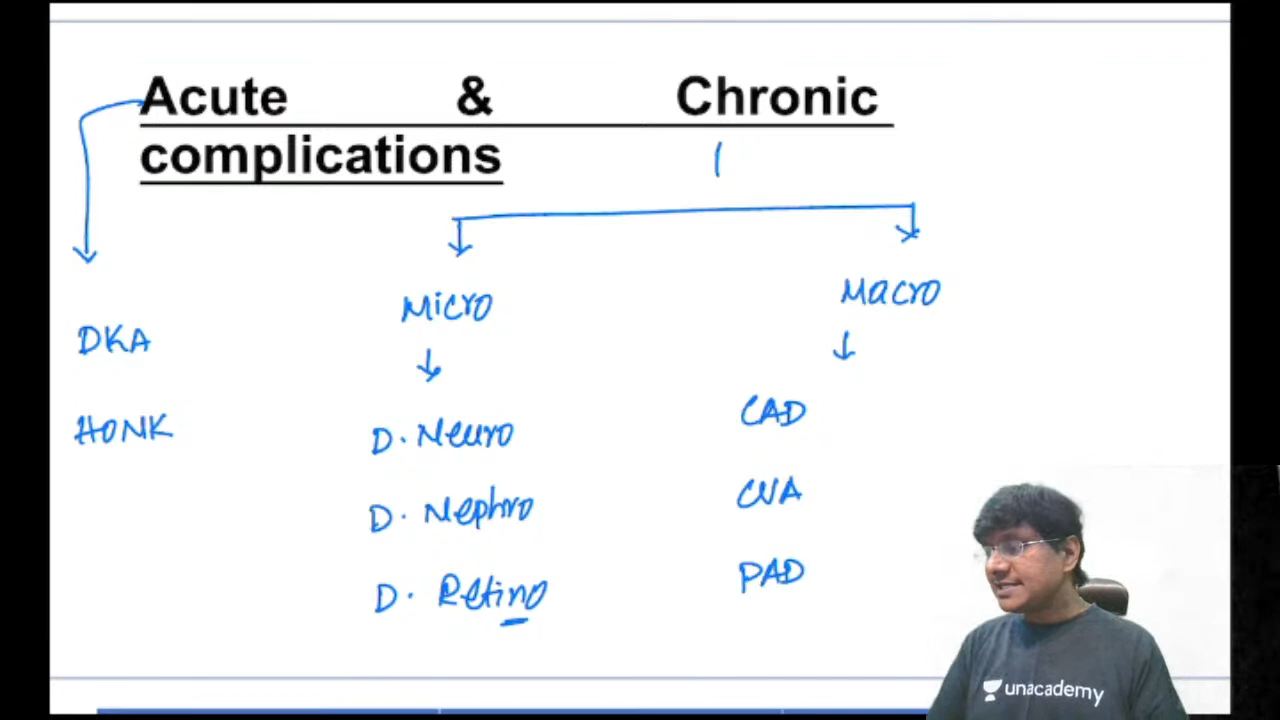 Acute & Chronic
complications
Micro
Macro
DKA
HONK
D. Neuro
D. Nephro
D. Retino
CAD
CVA
PAD
unacademy